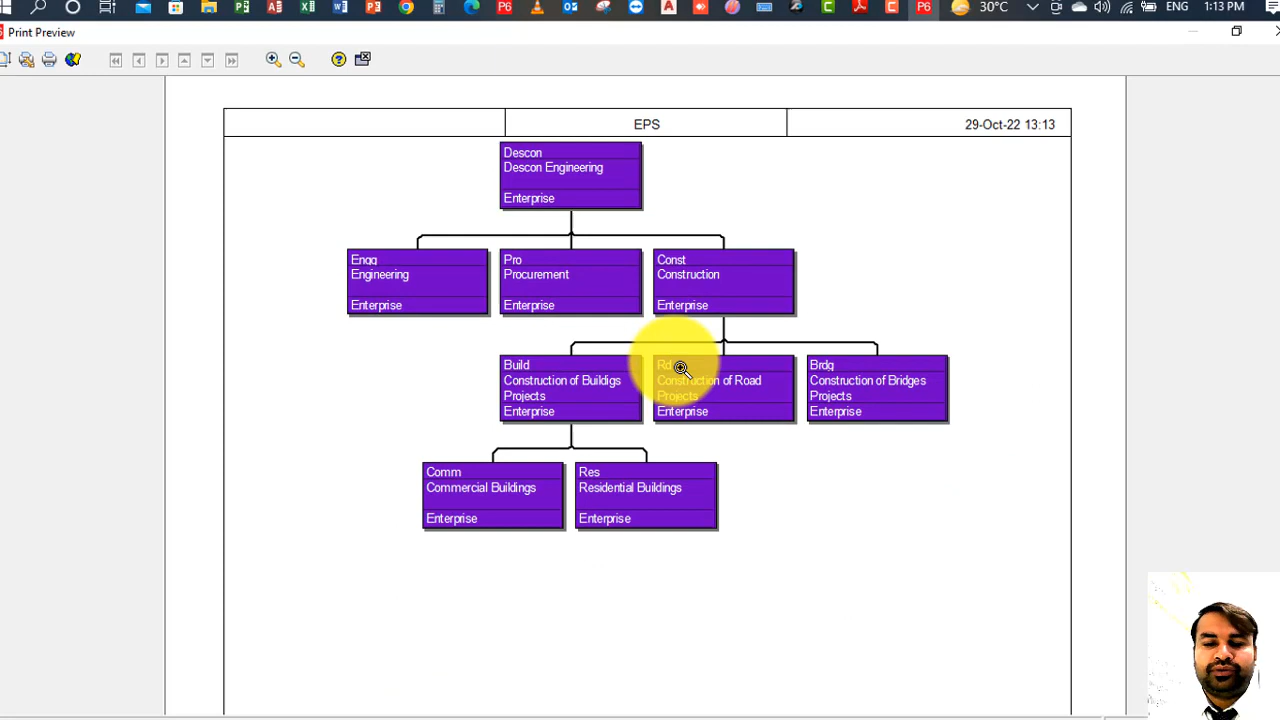 30°C
ENG
1:13 PM
Print Preview
EPS
29-Oct-22 13:13
Descon
Descon Engineering
Enterprise
Engg
Engineering
Enterprise
Pro
Procurement
Enterprise
Const
Construction
Enterprise
Build
Construction of Buildigs
Projects
Enterprise
Rd
Construction of Road
Projects
Enterprise
Brdg
Construction of Bridges
Projects
Enterprise
Comm
Commercial Buildings
Enterprise
Res
Residential Buildings
Enterprise